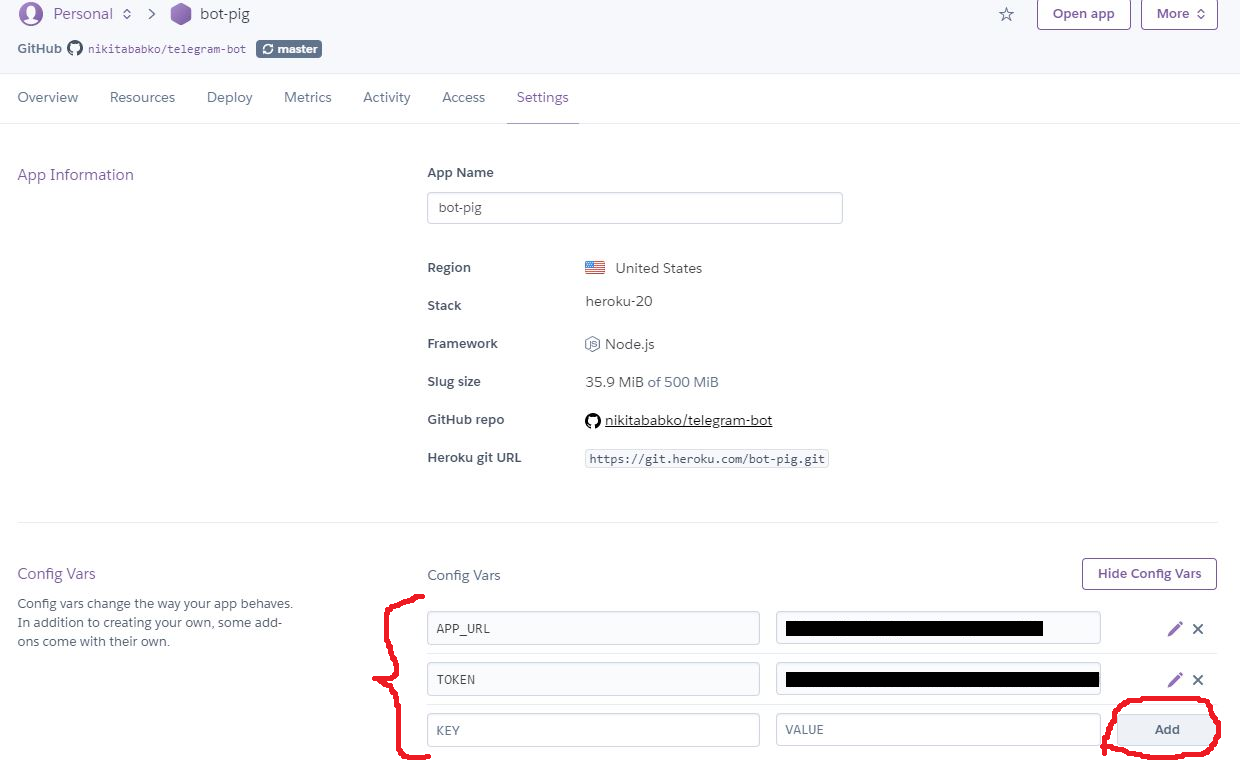 Personal bot-pig Open app More
GitHub nikitababko/telegram-bot master
Overview Resources Deploy Metrics Activity Access Settings
App Information
App Name
bot-pig
Region United States
Stack heroku-20
Framework Node.js
Slug size 35.9 MiB of 500 MiB
GitHub repo nikitababko/telegram-bot
Heroku git URL https://git.heroku.com/bot-pig.git
Config Vars
Config vars change the way your app behaves.
In addition to creating your own, some add-
ons come with their own.
Config Vars Hide Config Vars
APP_URL
TOKEN
KEY VALUE Add